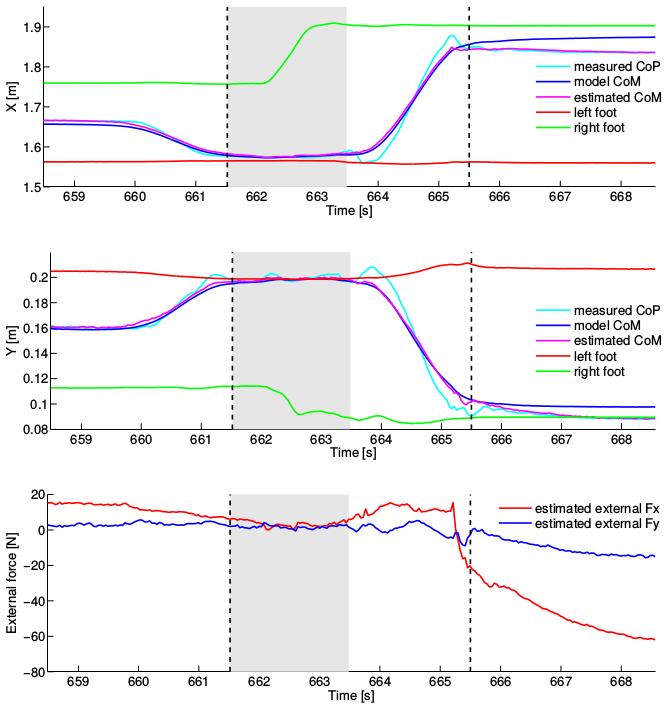 1.9
1.8
1.7
1.6
1.5
X [m]
measured CoP
model CoM
estimated CoM
left foot
right foot
659 660 661 662 663 664 665 666 667 668
Time [s]
0.2
0.18
0.16
0.14
0.12
0.1
0.08
Y [m]
measured CoP
model CoM
estimated CoM
left foot
right foot
659 660 661 662 663 664 665 666 667 668
Time [s]
20
0
−20
−40
−60
−80
External force [N]
estimated external Fx
estimated external Fy
659 660 661 662 663 664 665 666 667 668
Time [s]